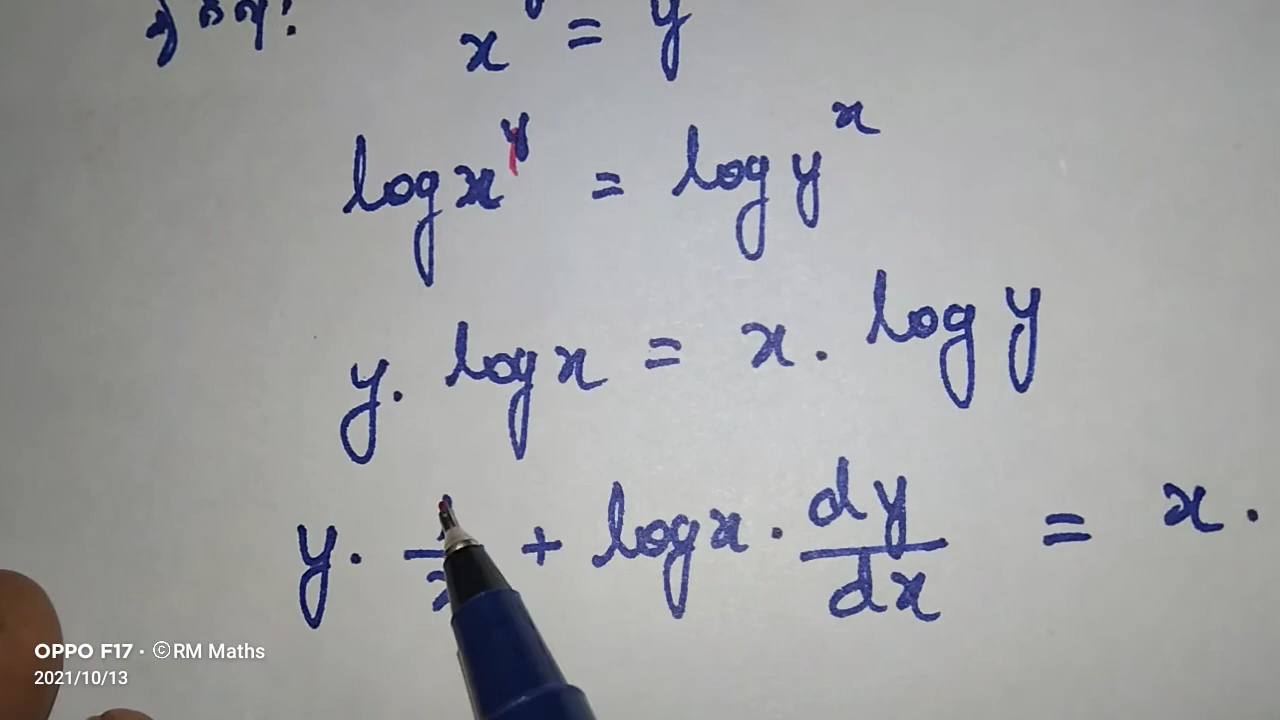 x = y
log x^y = log y^x
y. log x = x. log y
y. + log x. dy/dx = x.
OPPO F17 · ©RM Maths
2021/10/13